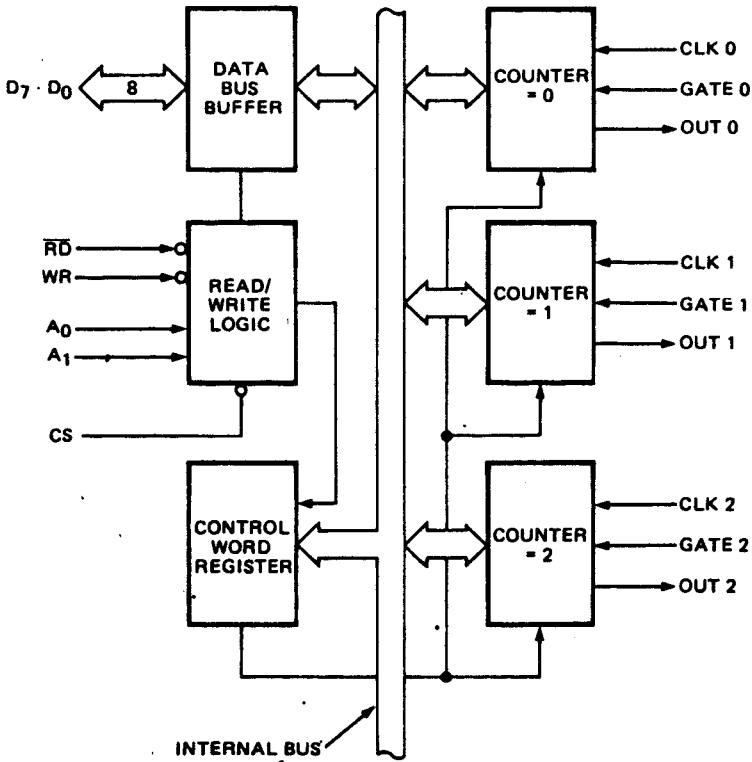 D7 · D0
8
DATA
BUS
BUFFER
COUNTER
= 0
CLK 0
GATE 0
OUT 0
RD
WR
A0
A1
READ/
WRITE
LOGIC
CS
COUNTER
= 1
CLK 1
GATE 1
OUT 1
CONTROL
WORD
REGISTER
COUNTER
= 2
CLK 2
GATE 2
OUT 2
INTERNAL BUS